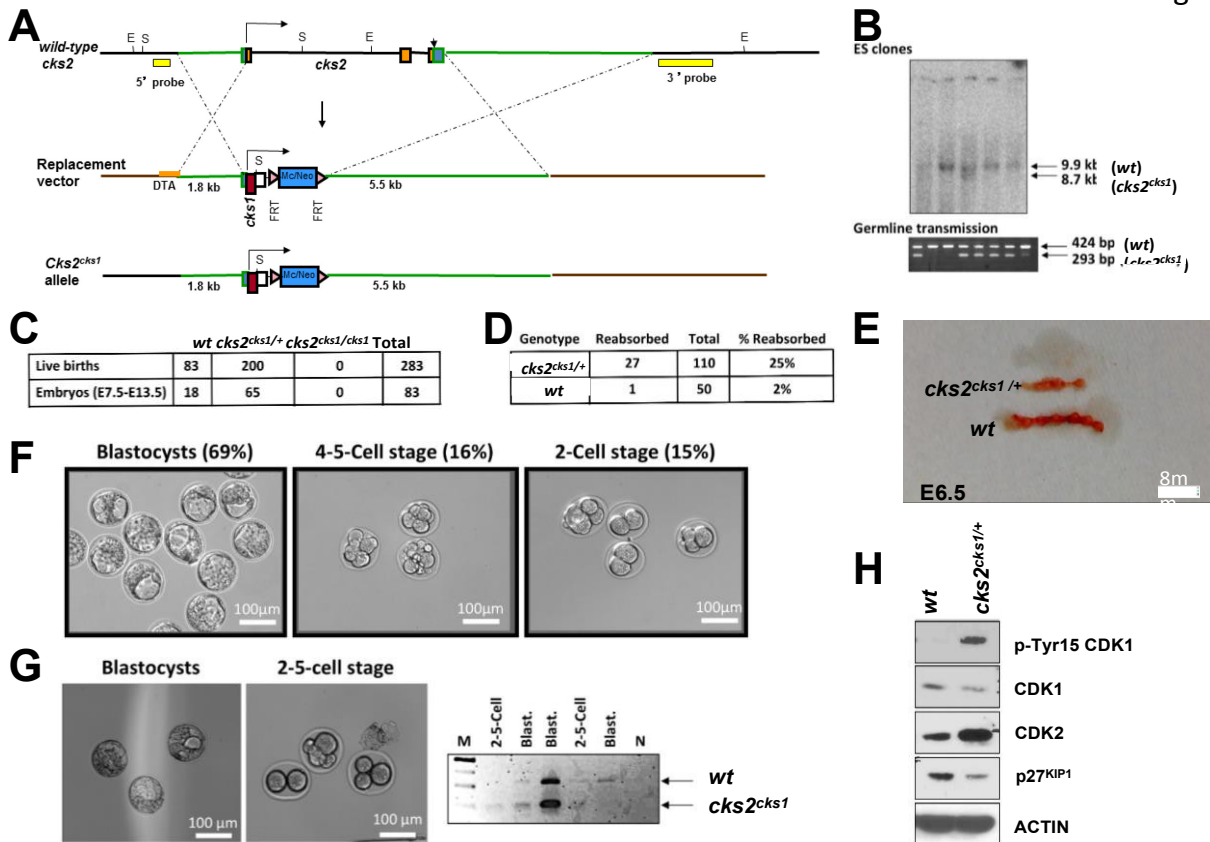 g
A
wild-type
cks2
E S
S
E
E
cks2
5' probe
3 ' probe
Replacement
vector
DTA
1.8 kb
cks1
S
FRT
Mc/Neo
FRT
5.5 kb
Cks2cks1
allele
S
Mc/Neo
1.8 kb
5.5 kb
B
ES clones
9.9 kb (wt)
8.7 kb (cks2cks1)
Germline transmission
424 bp (wt)
293 bp (cks2cks1)
C
wt cks2cks1/+ cks2cks1/cks1 Total
Live births 83 200 0 283
Embryos (E7.5-E13.5) 18 65 0 83
D
Genotype Reabsorbed Total % Reabsorbed
cks2cks1/+ 27 110 25%
wt 1 50 2%
E
cks2cks1 /+
wt
E6.5
8m
m
F
Blastocysts (69%) 4-5-Cell stage (16%) 2-Cell stage (15%)
100µm 100µm 100µm
G
Blastocysts 2-5-cell stage
100 µm 100 µm
M 2-5-Cell Blast. Blast. 2-5-Cell Blast. N
wt
cks2cks1
H
wt cks2cks1/+
p-Tyr15 CDK1
CDK1
CDK2
p27KIP1
ACTIN